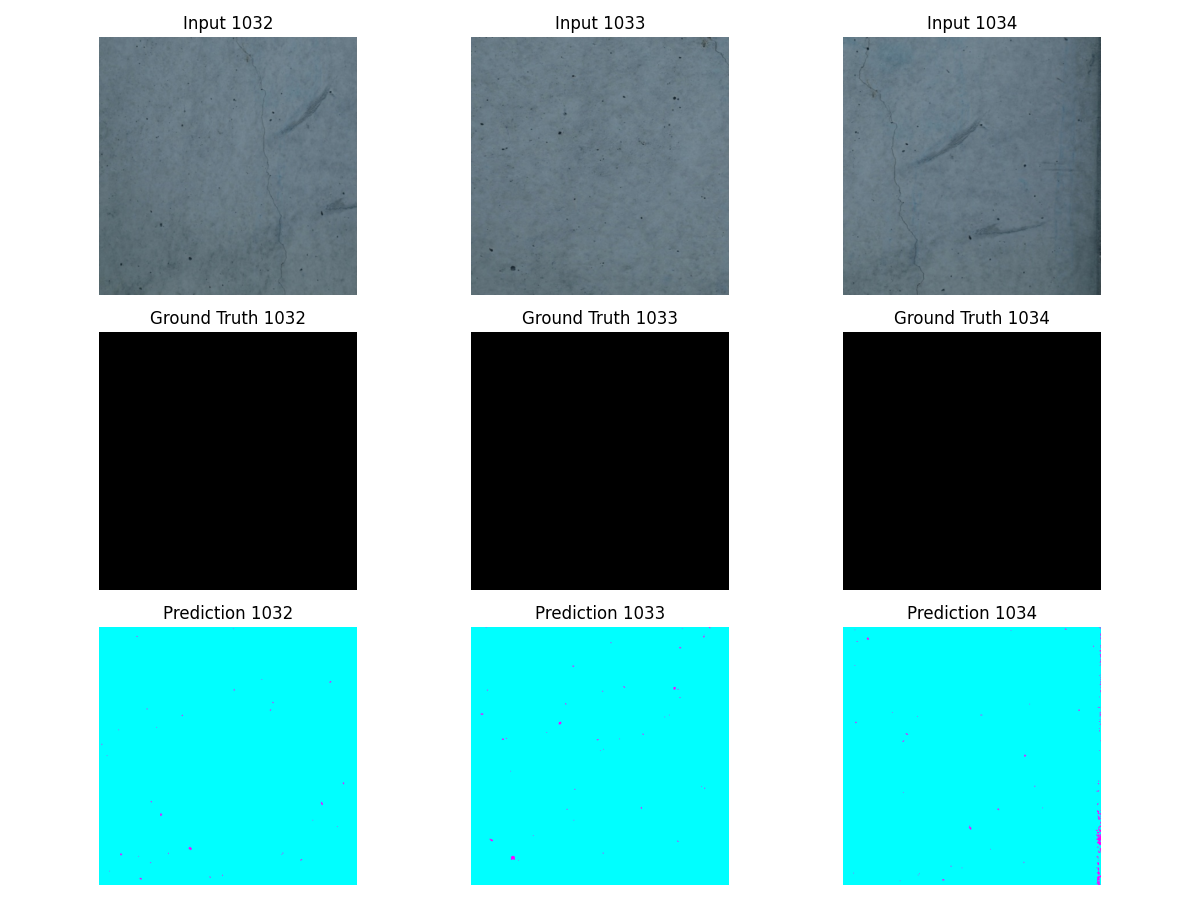 Input 1032
Input 1033
Input 1034
Ground Truth 1032
Ground Truth 1033
Ground Truth 1034
Prediction 1032
Prediction 1033
Prediction 1034